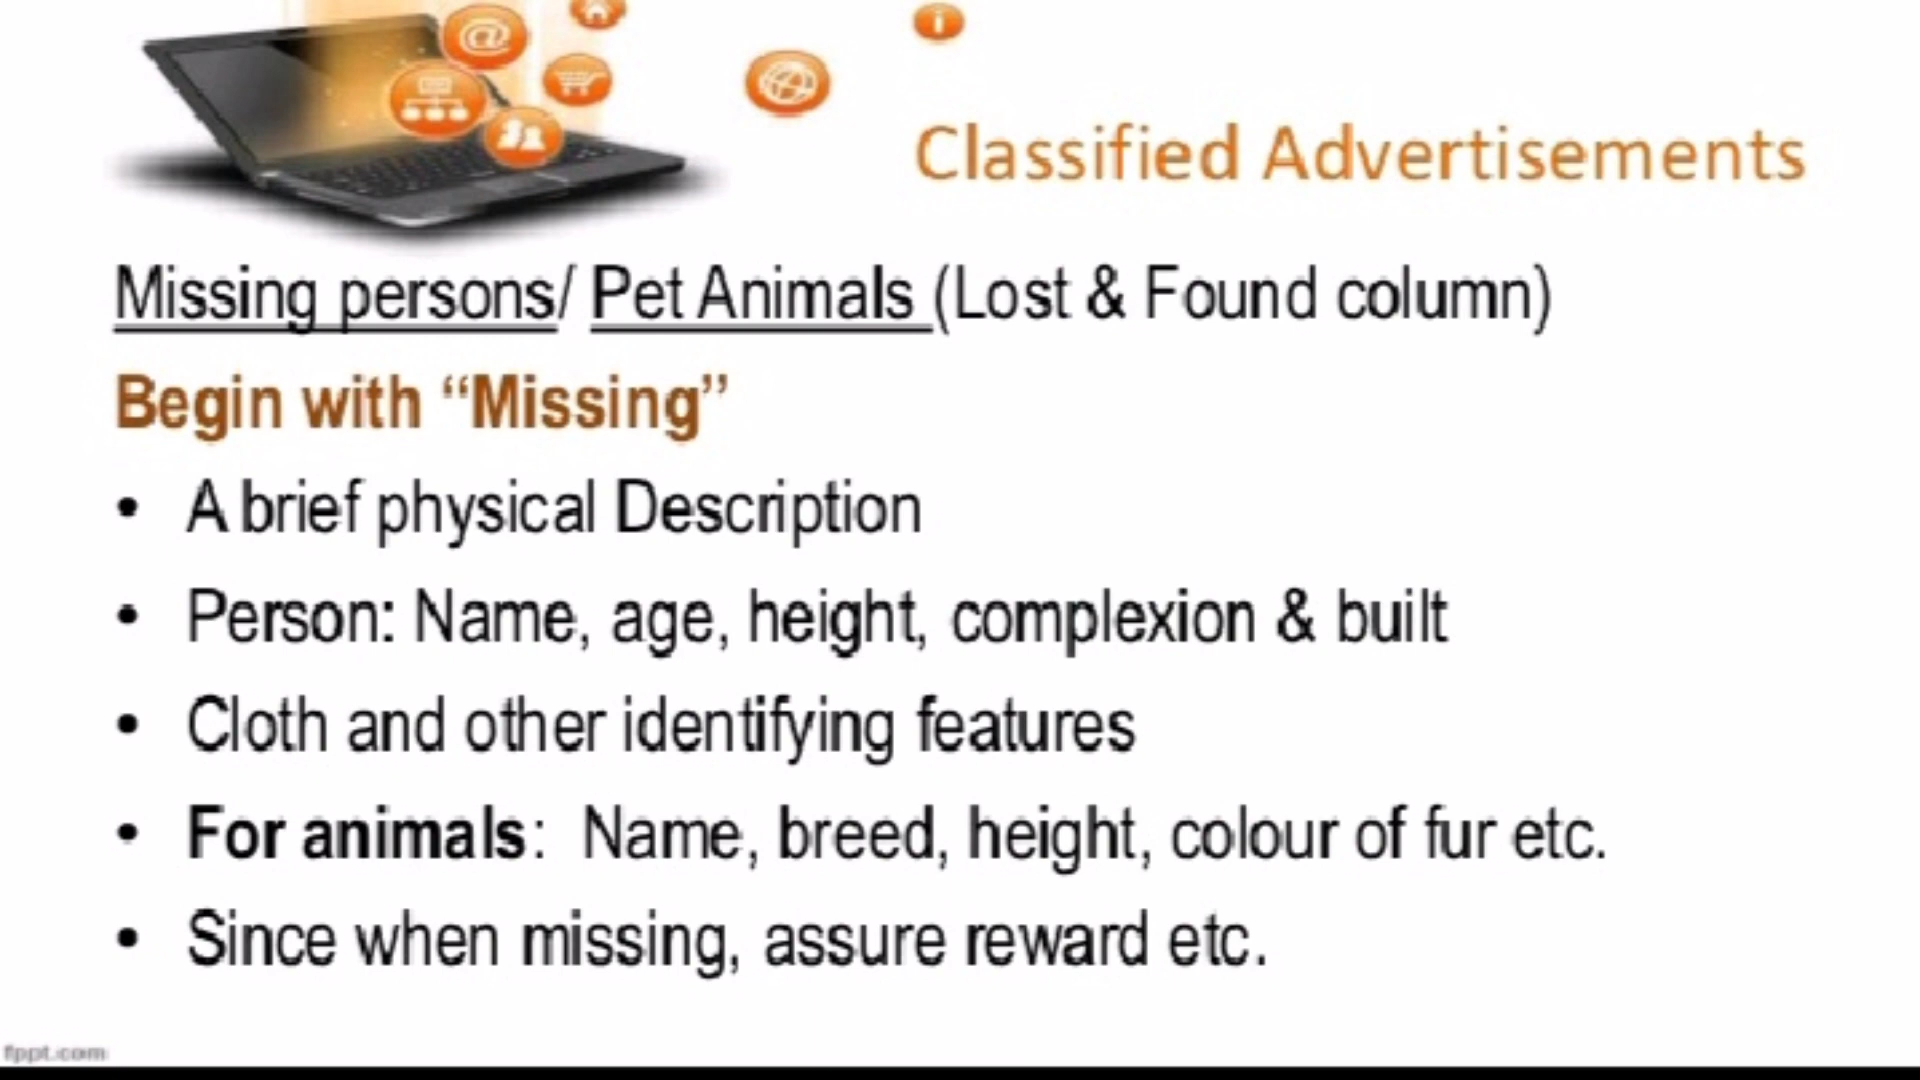 Classified Advertisements
Missing persons/ Pet Animals (Lost & Found column)
Begin with “Missing”
• A brief physical Description
• Person: Name, age, height, complexion & built
• Cloth and other identifying features
• For animals: Name, breed, height, colour of fur etc.
• Since when missing, assure reward etc.
fppt.com